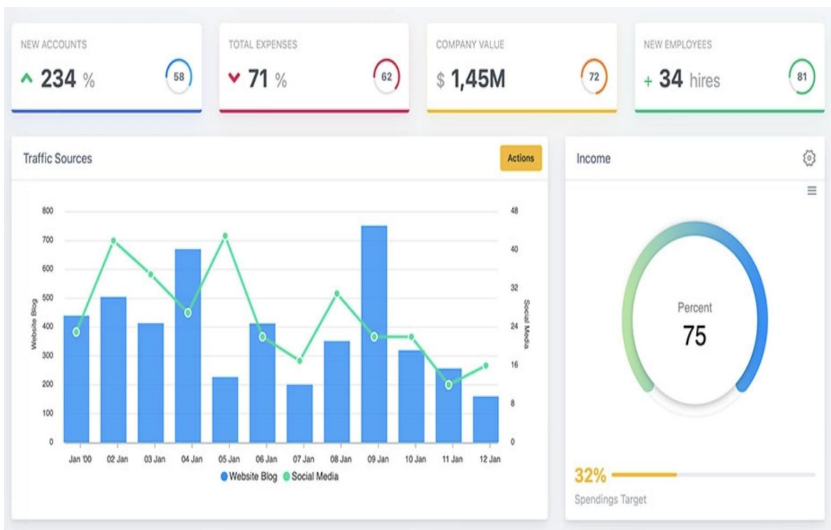 NEW ACCOUNTS
234 %
58
TOTAL EXPENSES
71 %
62
COMPANY VALUE
$ 1,45M
72
NEW EMPLOYEES
+ 34 hires
81
Traffic Sources
Actions
800
700
600
500
400
300
200
100
0
Website Blog
48
40
32
24
16
8
0
Social Media
Jan '00 02 Jan 03 Jan 04 Jan 05 Jan 06 Jan 07 Jan 08 Jan 09 Jan 10 Jan 11 Jan 12 Jan
Website Blog Social Media
Income
Percent
75
32%
Spendings Target